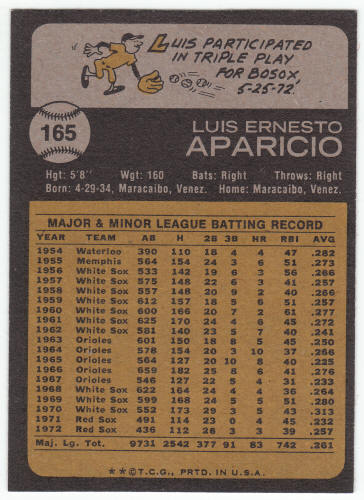 LUIS PARTICIPATED
IN TRIPLE PLAY
FOR BOSOX,
5-25-72.
165
LUIS ERNESTO
APARICIO
Hgt: 5'8" Wgt: 160 Bats: Right Throws: Right
Born: 4-29-34, Maracaibo, Venez. Home: Maracaibo, Venez.
MAJOR & MINOR LEAGUE BATTING RECORD
YEAR TEAM AB H 2B 3B HR RBI AVG
1954 Waterloo 390 110 18 4 4 47 .282
1955 Memphis 564 154 24 3 6 51 .273
1956 White Sox 533 142 19 6 3 56 .266
1957 White Sox 575 148 22 6 3 41 .257
1958 White Sox 557 148 20 9 2 40 .266
1959 White Sox 612 157 18 5 6 51 .257
1960 White Sox 600 166 20 7 2 61 .277
1961 White Sox 625 170 24 4 6 45 .272
1962 White Sox 581 140 23 5 7 40 .241
1963 Orioles 601 150 18 8 5 45 .250
1964 Orioles 578 154 20 3 10 37 .266
1965 Orioles 564 127 20 10 8 40 .225
1966 Orioles 659 182 25 8 6 41 .276
1967 Orioles 546 127 22 5 4 31 .233
1968 White Sox 622 164 24 4 4 36 .264
1969 White Sox 599 168 24 5 5 51 .280
1970 White Sox 552 173 29 3 5 43 .313
1971 Red Sox 491 114 23 0 4 45 .232
1972 Red Sox 436 112 26 3 3 39 .257
Maj. Lg. Tot. 9731 2542 377 91 83 742 .261
**©T.C.G., PRTD. IN U.S.A.